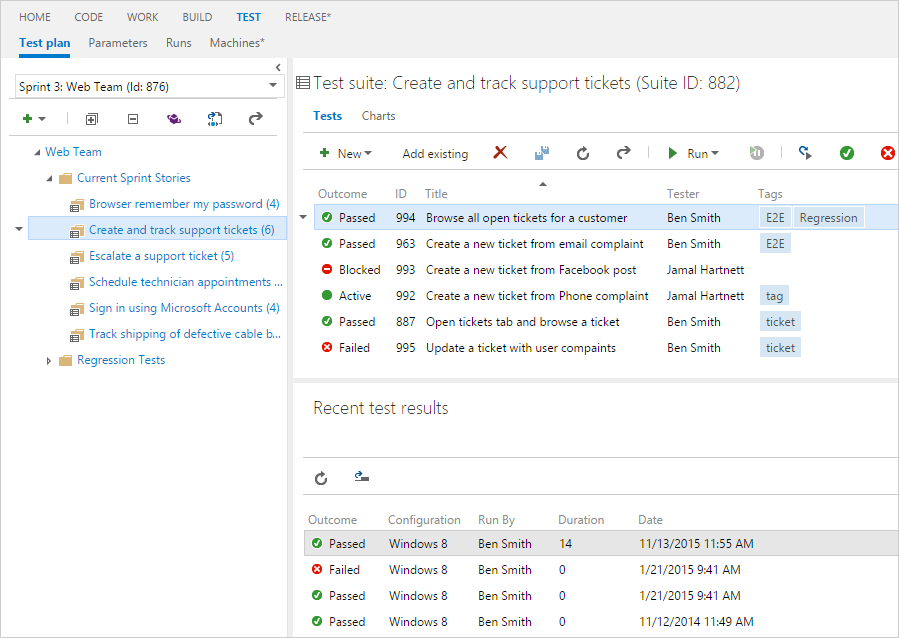 HOME CODE WORK BUILD TEST RELEASE*
Test plan Parameters Runs Machines*
Sprint 3: Web Team (Id: 876)
Web Team
Current Sprint Stories
Browser remember my password (4)
Create and track support tickets (6)
Escalate a support ticket (5)
Schedule technician appointments ...
Sign in using Microsoft Accounts (4)
Track shipping of defective cable b...
Regression Tests
Test suite: Create and track support tickets (Suite ID: 882)
Tests Charts
New Add existing Run
Outcome ID Title Tester Tags
Passed 994 Browse all open tickets for a customer Ben Smith E2E Regression
Passed 963 Create a new ticket from email complaint Ben Smith E2E
Blocked 993 Create a new ticket from Facebook post Jamal Hartnett
Active 992 Create a new ticket from Phone complaint Jamal Hartnett tag
Passed 887 Open tickets tab and browse a ticket Ben Smith ticket
Failed 995 Update a ticket with user compaints Ben Smith ticket
Recent test results
Outcome Configuration Run By Duration Date
Passed Windows 8 Ben Smith 14 11/13/2015 11:55 AM
Failed Windows 8 Ben Smith 0 1/21/2015 9:41 AM
Passed Windows 8 Ben Smith 0 1/21/2015 9:41 AM
Passed Windows 8 Ben Smith 0 11/12/2014 11:49 AM